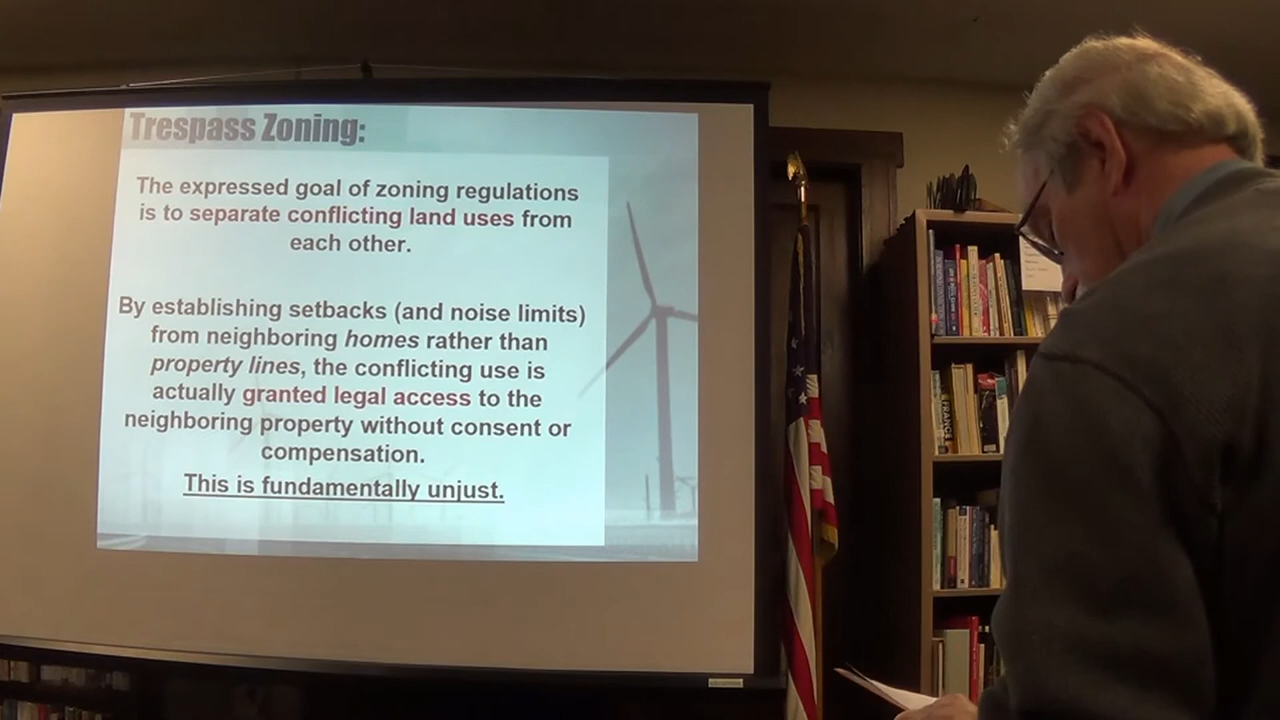 Trespass Zoning:
The expressed goal of zoning regulations
is to separate conflicting land uses from
each other.
By establishing setbacks (and noise limits)
from neighboring homes rather than
property lines, the conflicting use is
actually granted legal access to the
neighboring property without consent or
compensation.
This is fundamentally unjust.
FRANCE